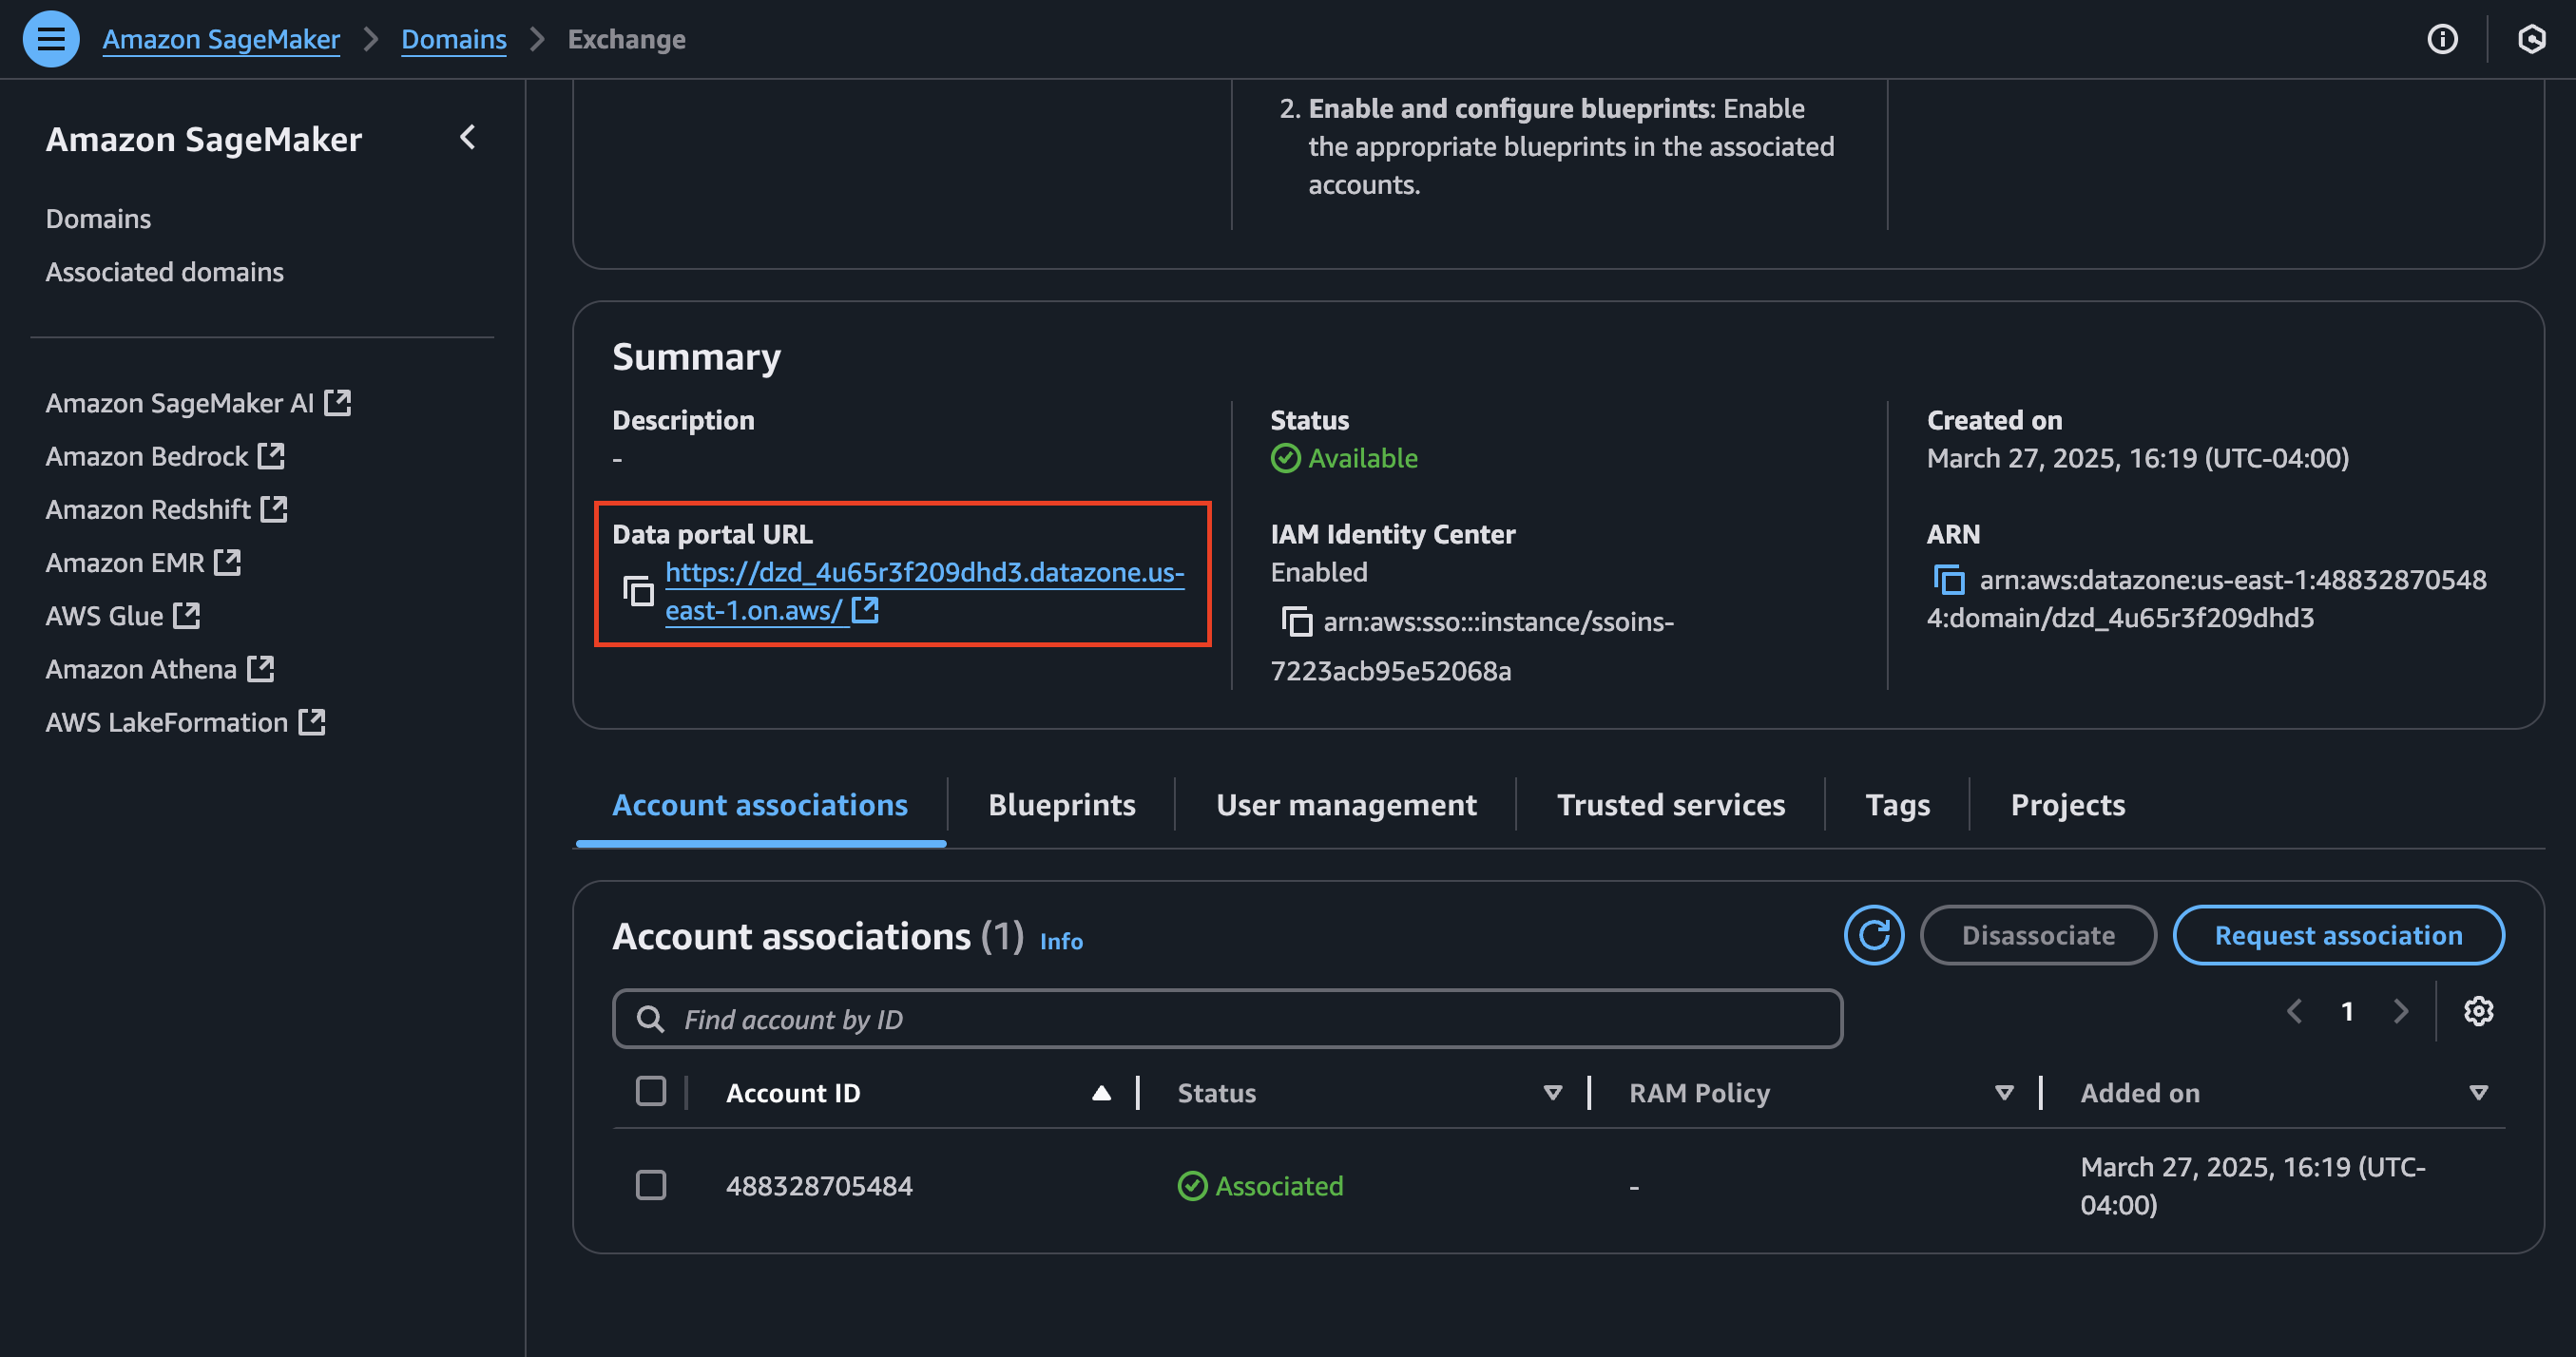 Amazon SageMaker > Domains > Exchange
Amazon SageMaker
Domains
Associated domains
Amazon SageMaker AI
Amazon Bedrock
Amazon Redshift
Amazon EMR
AWS Glue
Amazon Athena
AWS LakeFormation
2. Enable and configure blueprints: Enable
the appropriate blueprints in the associated
accounts.
Summary
Description
-
Data portal URL
https://dzd_4u65r3f209dhd3.datazone.us-
east-1.on.aws/
Status
Available
IAM Identity Center
Enabled
arn:aws:sso:::instance/ssoins-
7223acb95e52068a
Created on
March 27, 2025, 16:19 (UTC-04:00)
ARN
arn:aws:datazone:us-east-1:48832870548
4:domain/dzd_4u65r3f209dhd3
Account associations
Blueprints
User management
Trusted services
Tags
Projects
Account associations (1) Info
Disassociate
Request association
Find account by ID
1
Account ID
Status
RAM Policy
Added on
488328705484
Associated
-
March 27, 2025, 16:19 (UTC-
04:00)